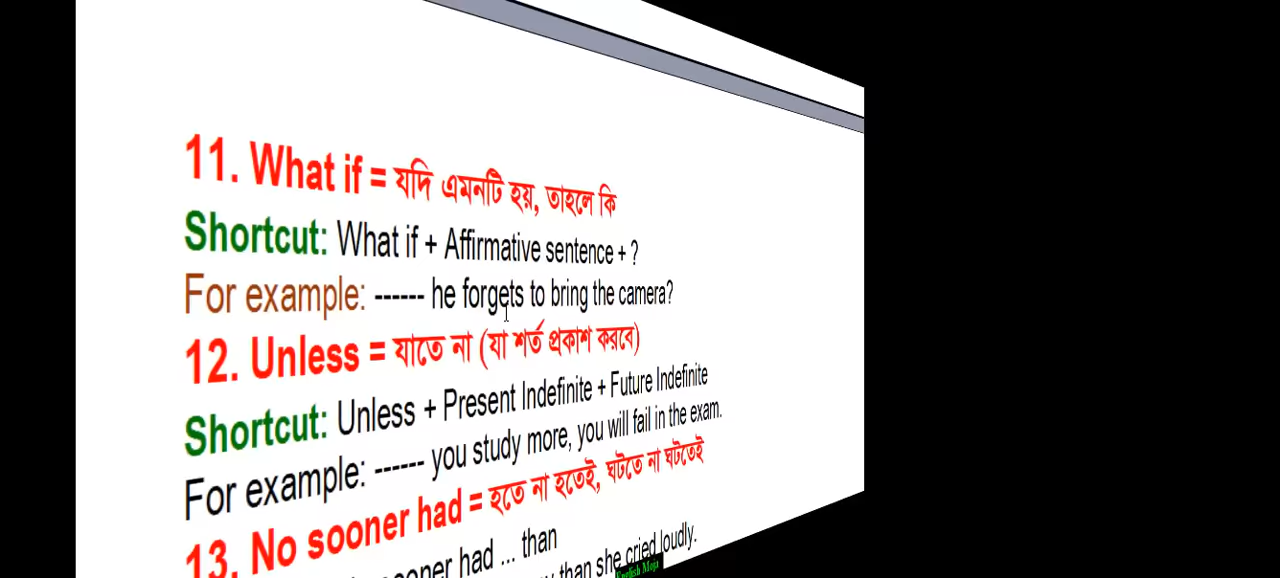 11. What if = যদি এমনটি হয়, তাহলে কি
Shortcut: What if + Affirmative sentence + ?
For example: ------ he forgets to bring the camera?
12. Unless = যাতে না (যা শর্ত প্রকাশ করবে)
Shortcut: Unless + Present Indefinite + Future Indefinite
For example: ------ you study more, you will fail in the exam.
13. No sooner had = হতে না হতেই, ঘটতে না ঘটতেই
had ... than
than she cried loudly.
English Moja